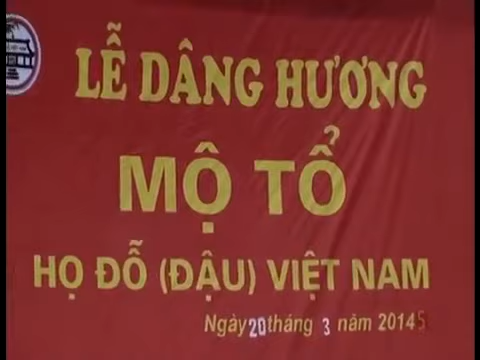 LỄ DÂNG HƯƠNG
MỘ TỔ
HỌ ĐỖ (ĐẬU) VIỆT NAM
Ngày 20 tháng 3 năm 20145